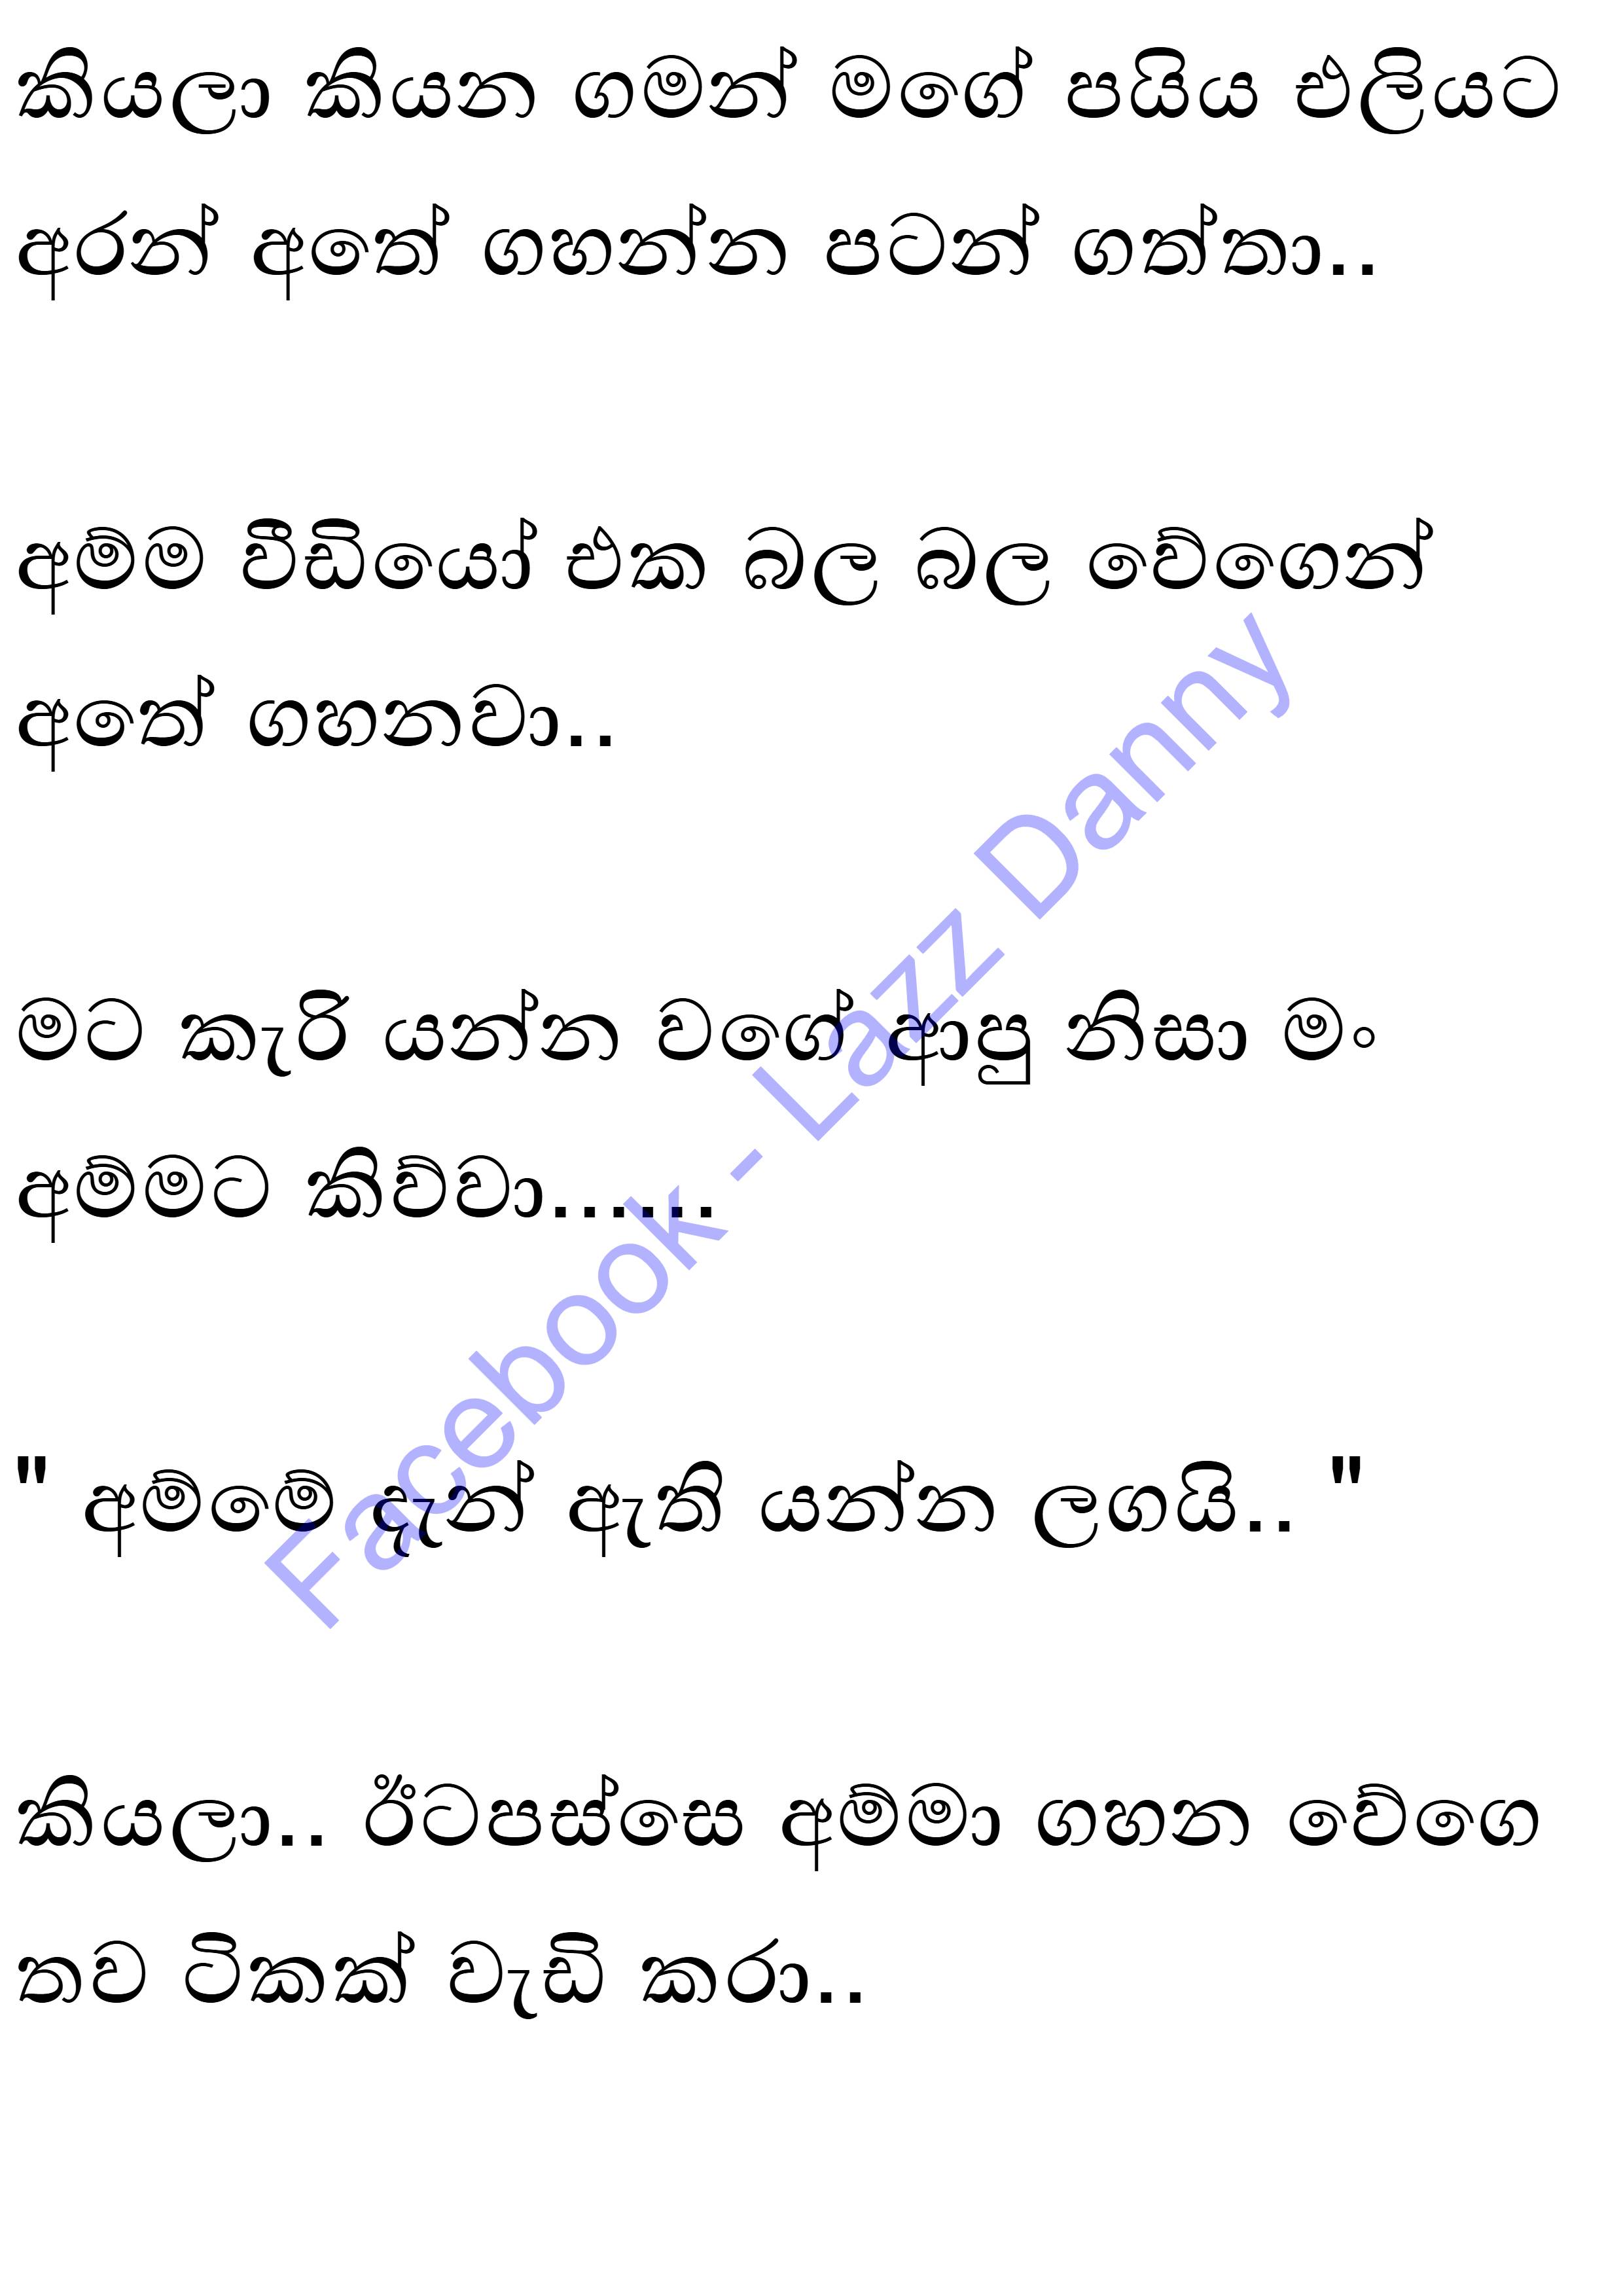 කියලා කියන ගමන් මගේ පයිය එලියට
අරන් අතේ ගහන්න පටන් ගත්තා..
අම්ම වීඩියෝ එක බල බල වේගෙන්
අතේ ගහනවා..
මට කැරි යන්න වගේ ආපු නිසා මං
අම්මට කිව්වා......
" අම්මේ දැන් ඇති යන්න ලගයි.. "
කියලා.. ඊටපස්සෙ අම්මා ගහන වේගෙ
තව ටිකක් වැඩි කරා..
Facebook - Lazz Danny